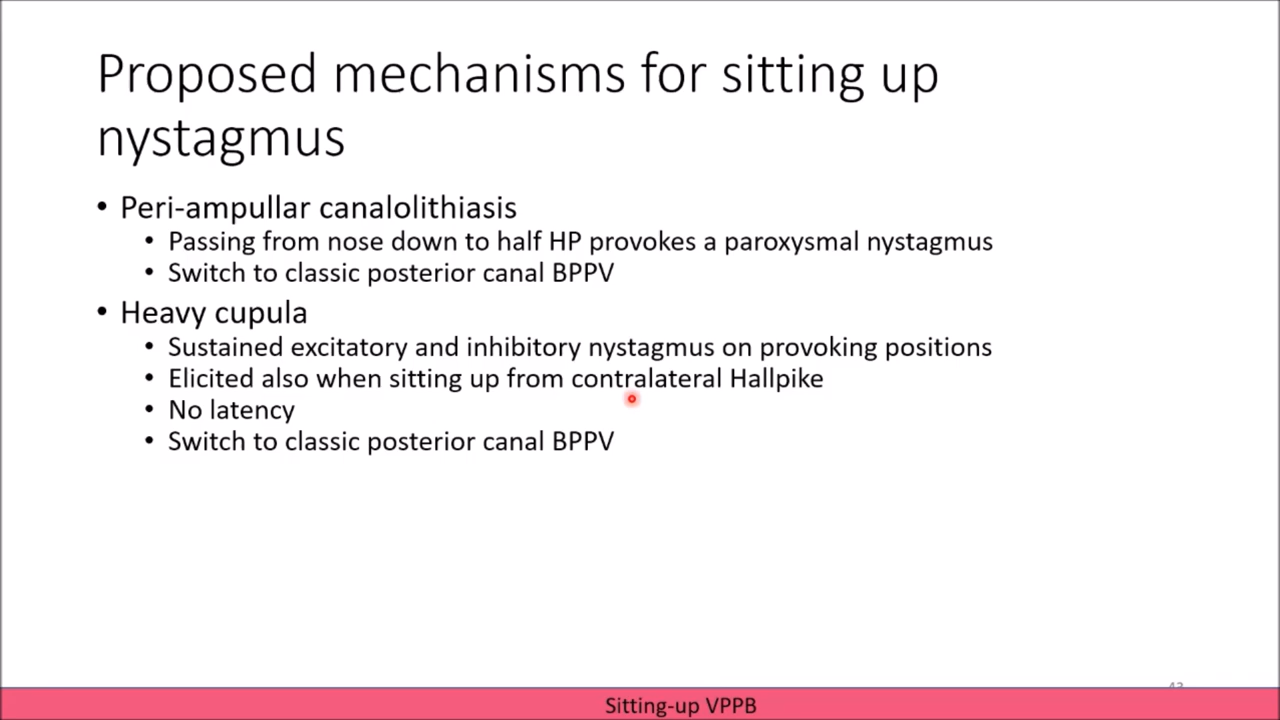 Proposed mechanisms for sitting up
nystagmus
• Peri-ampullar canalolithiasis
• Passing from nose down to half HP provokes a paroxysmal nystagmus
• Switch to classic posterior canal BPPV
• Heavy cupula
• Sustained excitatory and inhibitory nystagmus on provoking positions
• Elicited also when sitting up from contralateral Hallpike
• No latency
• Switch to classic posterior canal BPPV
Sitting-up VPPB